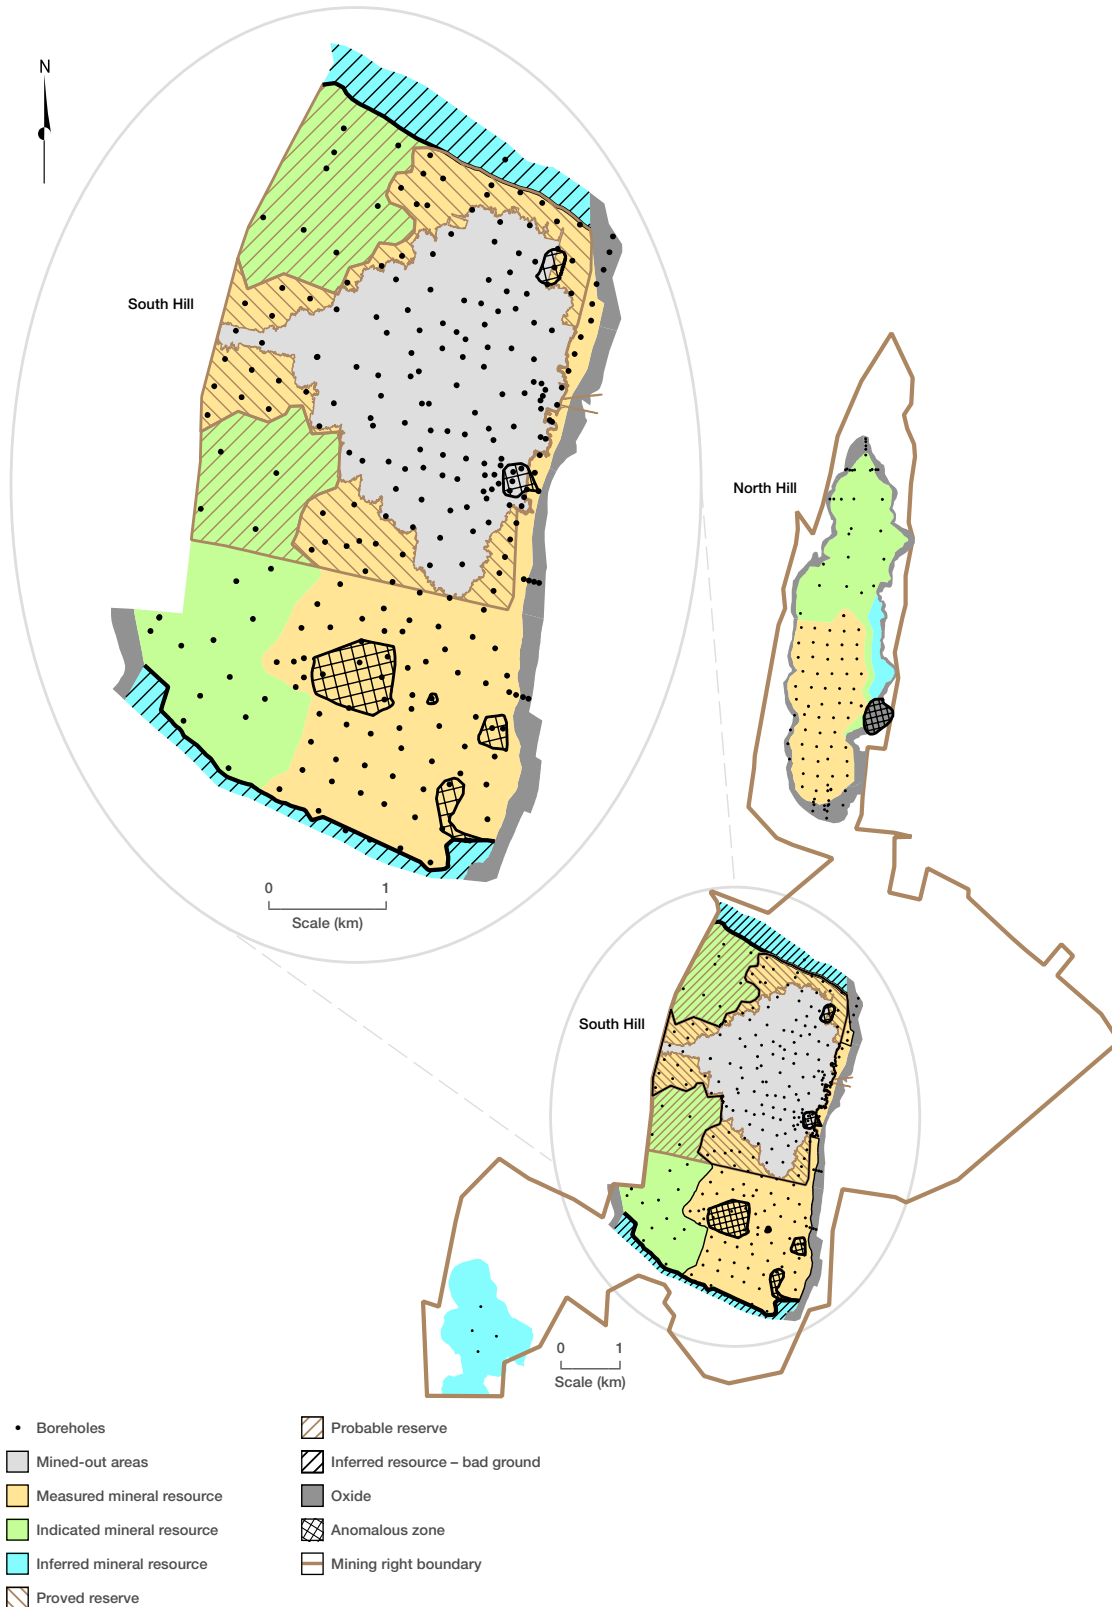 N
South Hill
North Hill
0 1
Scale (km)
South Hill
0 1
Scale (km)
Boreholes
Mined-out areas
Measured mineral resource
Indicated mineral resource
Inferred mineral resource
Proved reserve
Probable reserve
Inferred resource – bad ground
Oxide
Anomalous zone
Mining right boundary